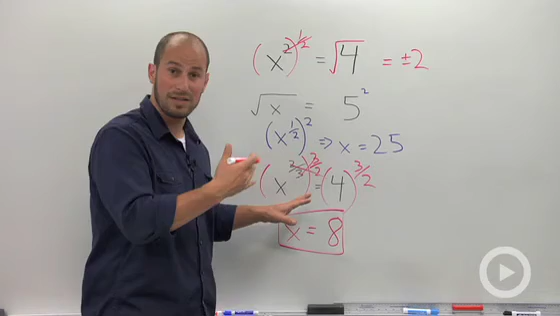 (x²)^½ = √4 = ±2
√x = 5²
(x^½)² ⇒ x = 25
(x^⅔)^3/2 = (4)^3/2
x = 8